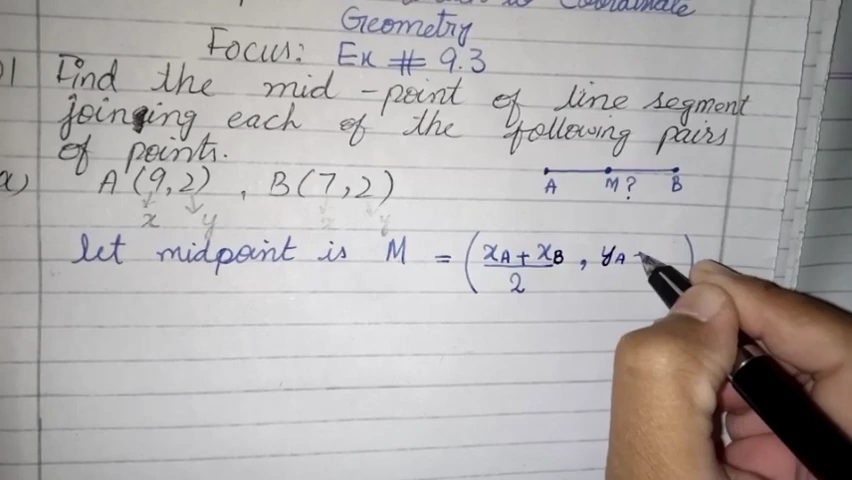 Coordinate
Geometry
Focus: Ex # 9.3
Find the mid-point of line segment
joining each of the following pairs
of points.
a) A (9,2) , B (7,2)
x y x y
A M? B
let midpoint is M = ( xA + xB / 2 , yA